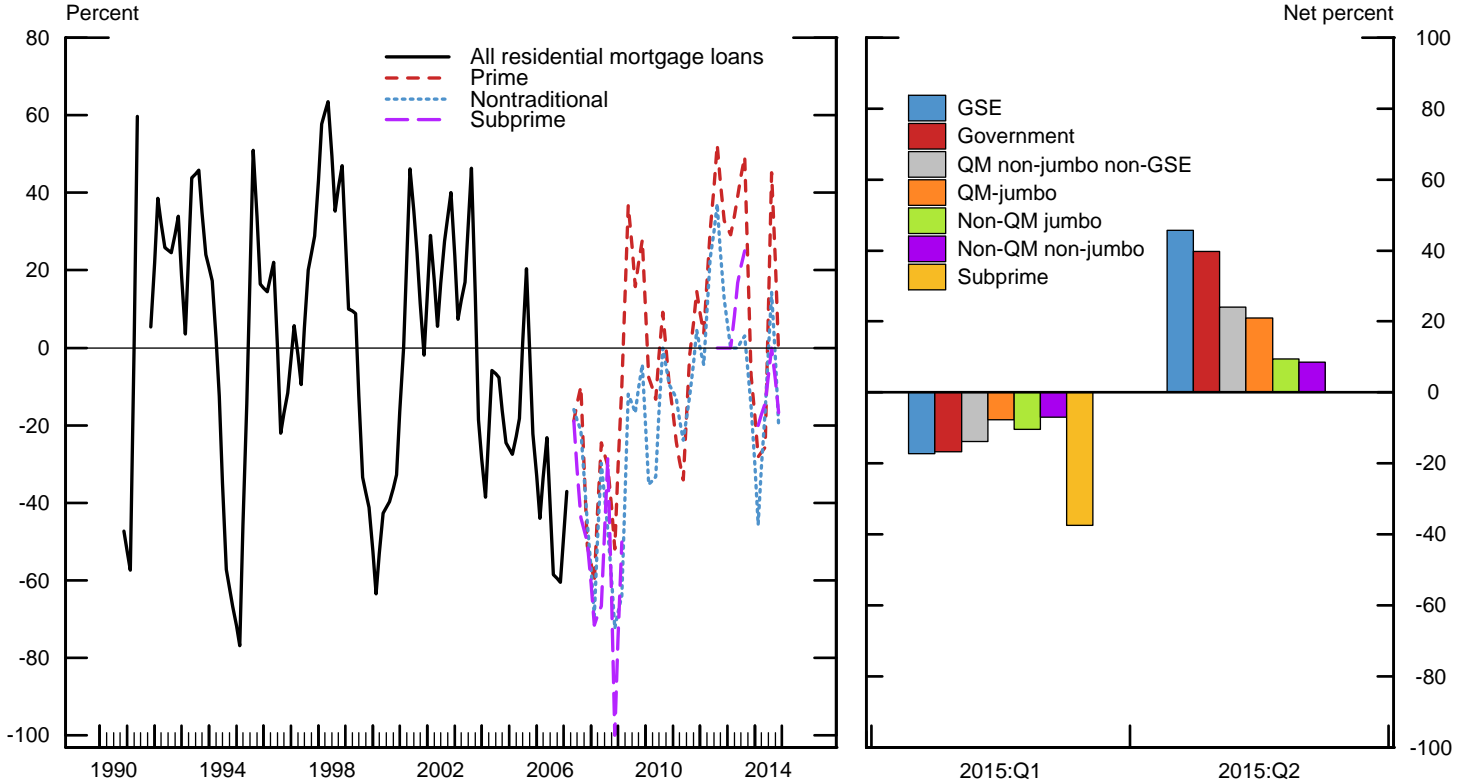 Percent
80
60
40
20
0
-20
-40
-60
-80
-100
All residential mortgage loans
Prime
Nontraditional
Subprime
1990 1994 1998 2002 2006 2010 2014
Net percent
100
80
60
40
20
0
-20
-40
-60
-80
-100
GSE
Government
QM non-jumbo non-GSE
QM-jumbo
Non-QM jumbo
Non-QM non-jumbo
Subprime
2015:Q1 2015:Q2